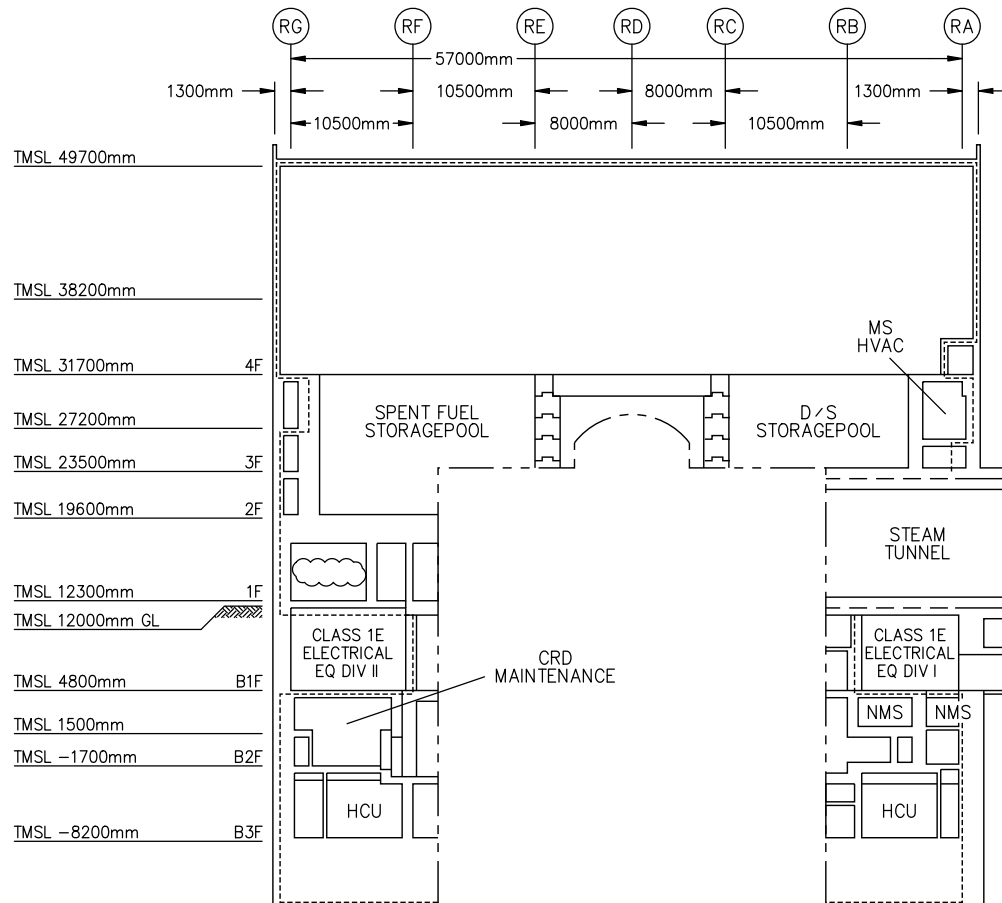 RG RF RE RD RC RB RA
57000mm
1300mm 10500mm 8000mm 1300mm
10500mm 8000mm 10500mm
TMSL 49700mm
TMSL 38200mm
MS
HVAC
TMSL 31700mm 4F
SPENT FUEL
STORAGEPOOL
D/S
STORAGEPOOL
TMSL 27200mm
TMSL 23500mm 3F
TMSL 19600mm 2F
STEAM
TUNNEL
TMSL 12300mm 1F
TMSL 12000mm GL
CLASS 1E
ELECTRICAL
EQ DIV II
CLASS 1E
ELECTRICAL
EQ DIV I
CRD
MAINTENANCE
TMSL 4800mm B1F
NMS NMS
TMSL 1500mm
TMSL −1700mm B2F
HCU HCU
TMSL −8200mm B3F